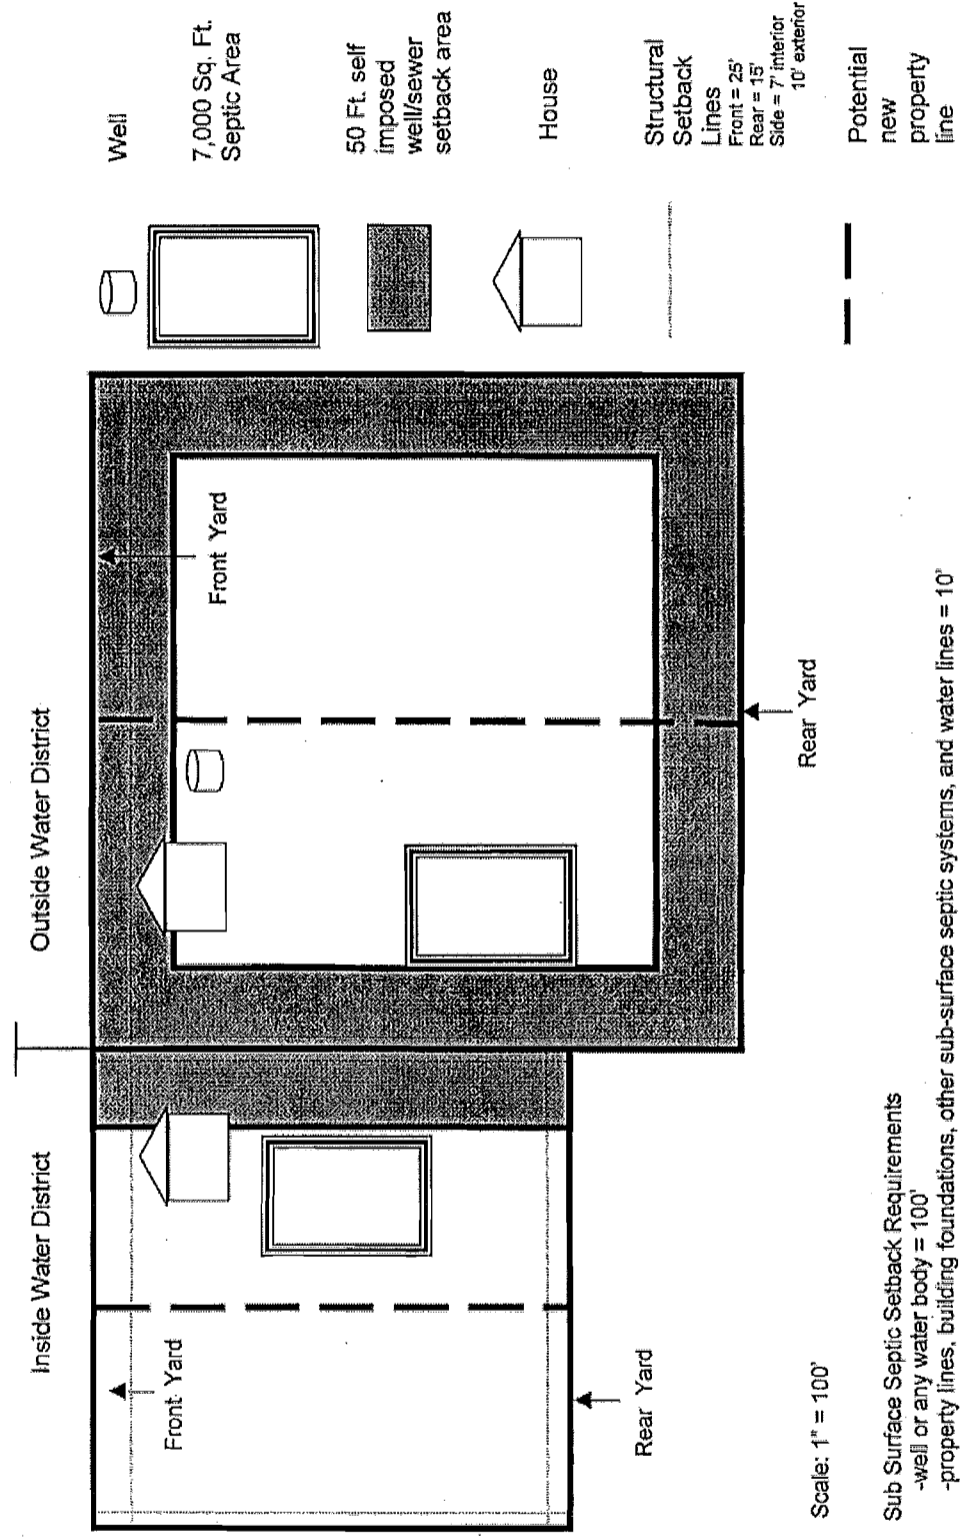 Inside Water District
Outside Water District
Front Yard
Rear Yard
Front Yard
Rear Yard
Well
7,000 Sq. Ft.
Septic Area
50 Ft. self
imposed
well/sewer
setback area
House
Structural
Setback
Lines
Front = 25'
Rear = 15'
Side = 7' interior
10' exterior
Potential
new
property
line
Scale: 1" = 100'
Sub Surface Septic Setback Requirements
-well or any water body = 100'
-property lines, building foundations, other sub-surface septic systems, and water lines = 10'